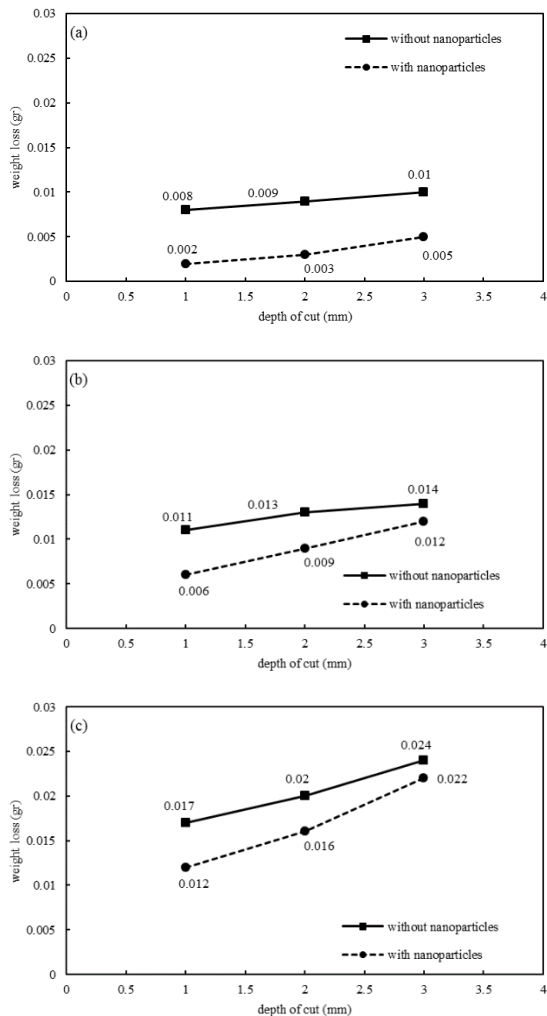 (a)
without nanoparticles
with nanoparticles
weight loss (gr)
0.03
0.025
0.02
0.015
0.01
0.005
0
0.008
0.009
0.01
0.002
0.003
0.005
0 0.5 1 1.5 2 2.5 3 3.5 4
depth of cut (mm)
(b)
weight loss (gr)
0.03
0.025
0.02
0.015
0.01
0.005
0
0.011
0.013
0.014
0.006
0.009
0.012
without nanoparticles
with nanoparticles
0 0.5 1 1.5 2 2.5 3 3.5 4
depth of cut (mm)
(c)
weight loss (gr)
0.03
0.025
0.02
0.015
0.01
0.005
0
0.017
0.02
0.024
0.012
0.016
0.022
without nanoparticles
with nanoparticles
0 0.5 1 1.5 2 2.5 3 3.5 4
depth of cut (mm)